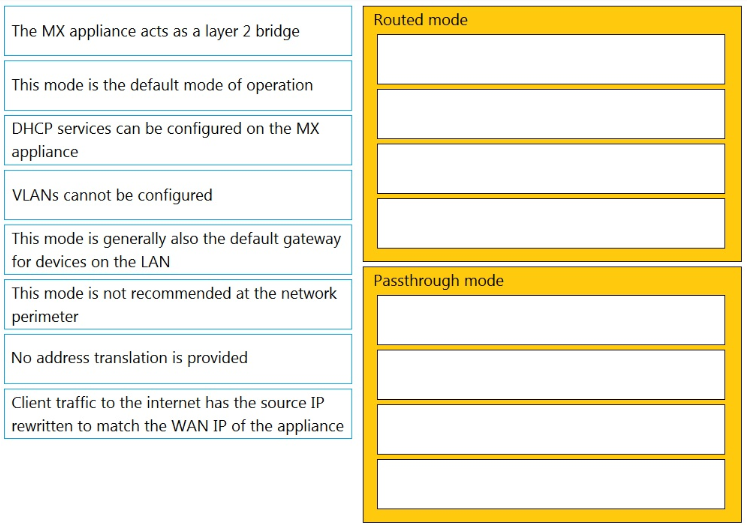 The MX appliance acts as a layer 2 bridge
This mode is the default mode of operation
DHCP services can be configured on the MX
appliance
VLANs cannot be configured
This mode is generally also the default gateway
for devices on the LAN
This mode is not recommended at the network
perimeter
No address translation is provided
Client traffic to the internet has the source IP
rewritten to match the WAN IP of the appliance
Routed mode
Passthrough mode